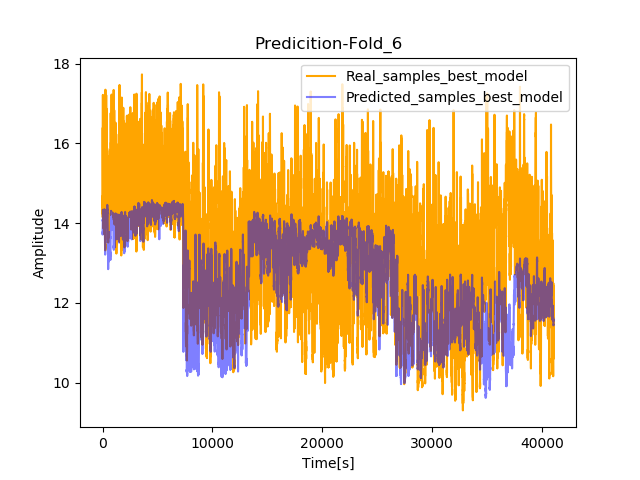 Predicition-Fold_6
Real_samples_best_model
Predicted_samples_best_model
18
16
14
12
10
Amplitude
0
10000
20000
30000
40000
Time[s]